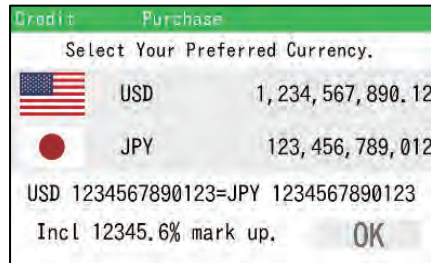 Credit Purchase
Select Your Preferred Currency.
USD 1,234,567,890.12
JPY 123,456,789,012
USD 1234567890123=JPY 1234567890123
Incl 12345.6% mark up. OK